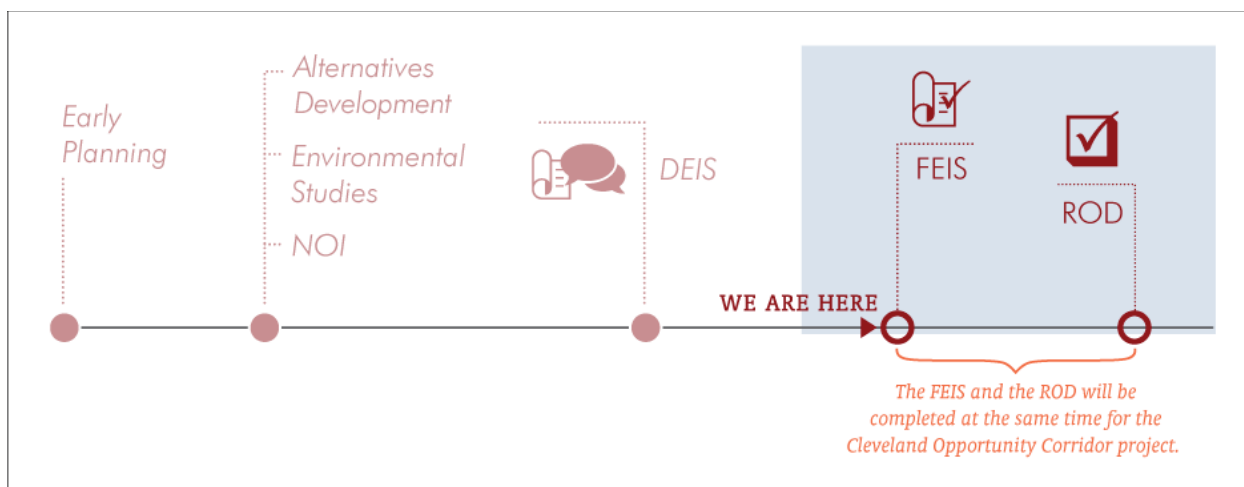 Early
Planning
Alternatives
Development
Environmental
Studies
NOI
DEIS
WE ARE HERE
FEIS
ROD
The FEIS and the ROD will be
completed at the same time for the
Cleveland Opportunity Corridor project.